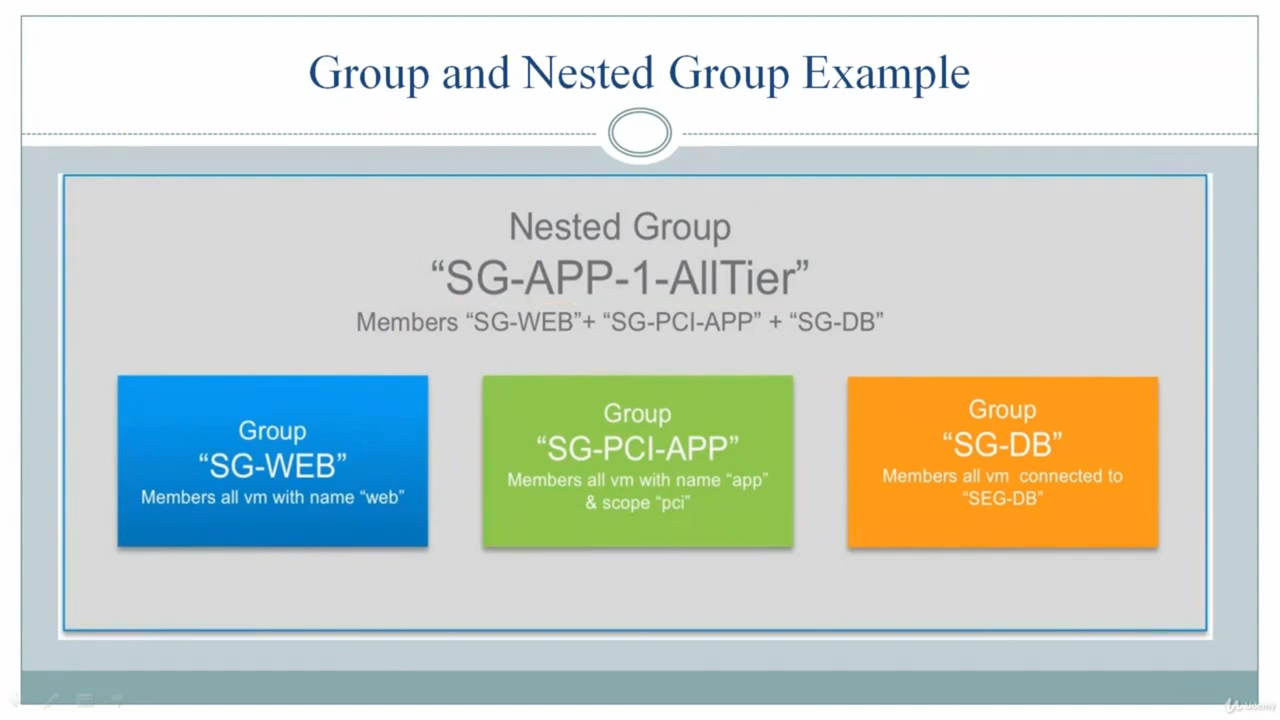 Group and Nested Group Example
Nested Group
“SG-APP-1-AllTier”
Members “SG-WEB”+ “SG-PCI-APP” + “SG-DB”
Group
“SG-WEB”
Members all vm with name “web”
Group
“SG-PCI-APP”
Members all vm with name “app”
& scope “pci”
Group
“SG-DB”
Members all vm connected to
“SEG-DB”
Udemy